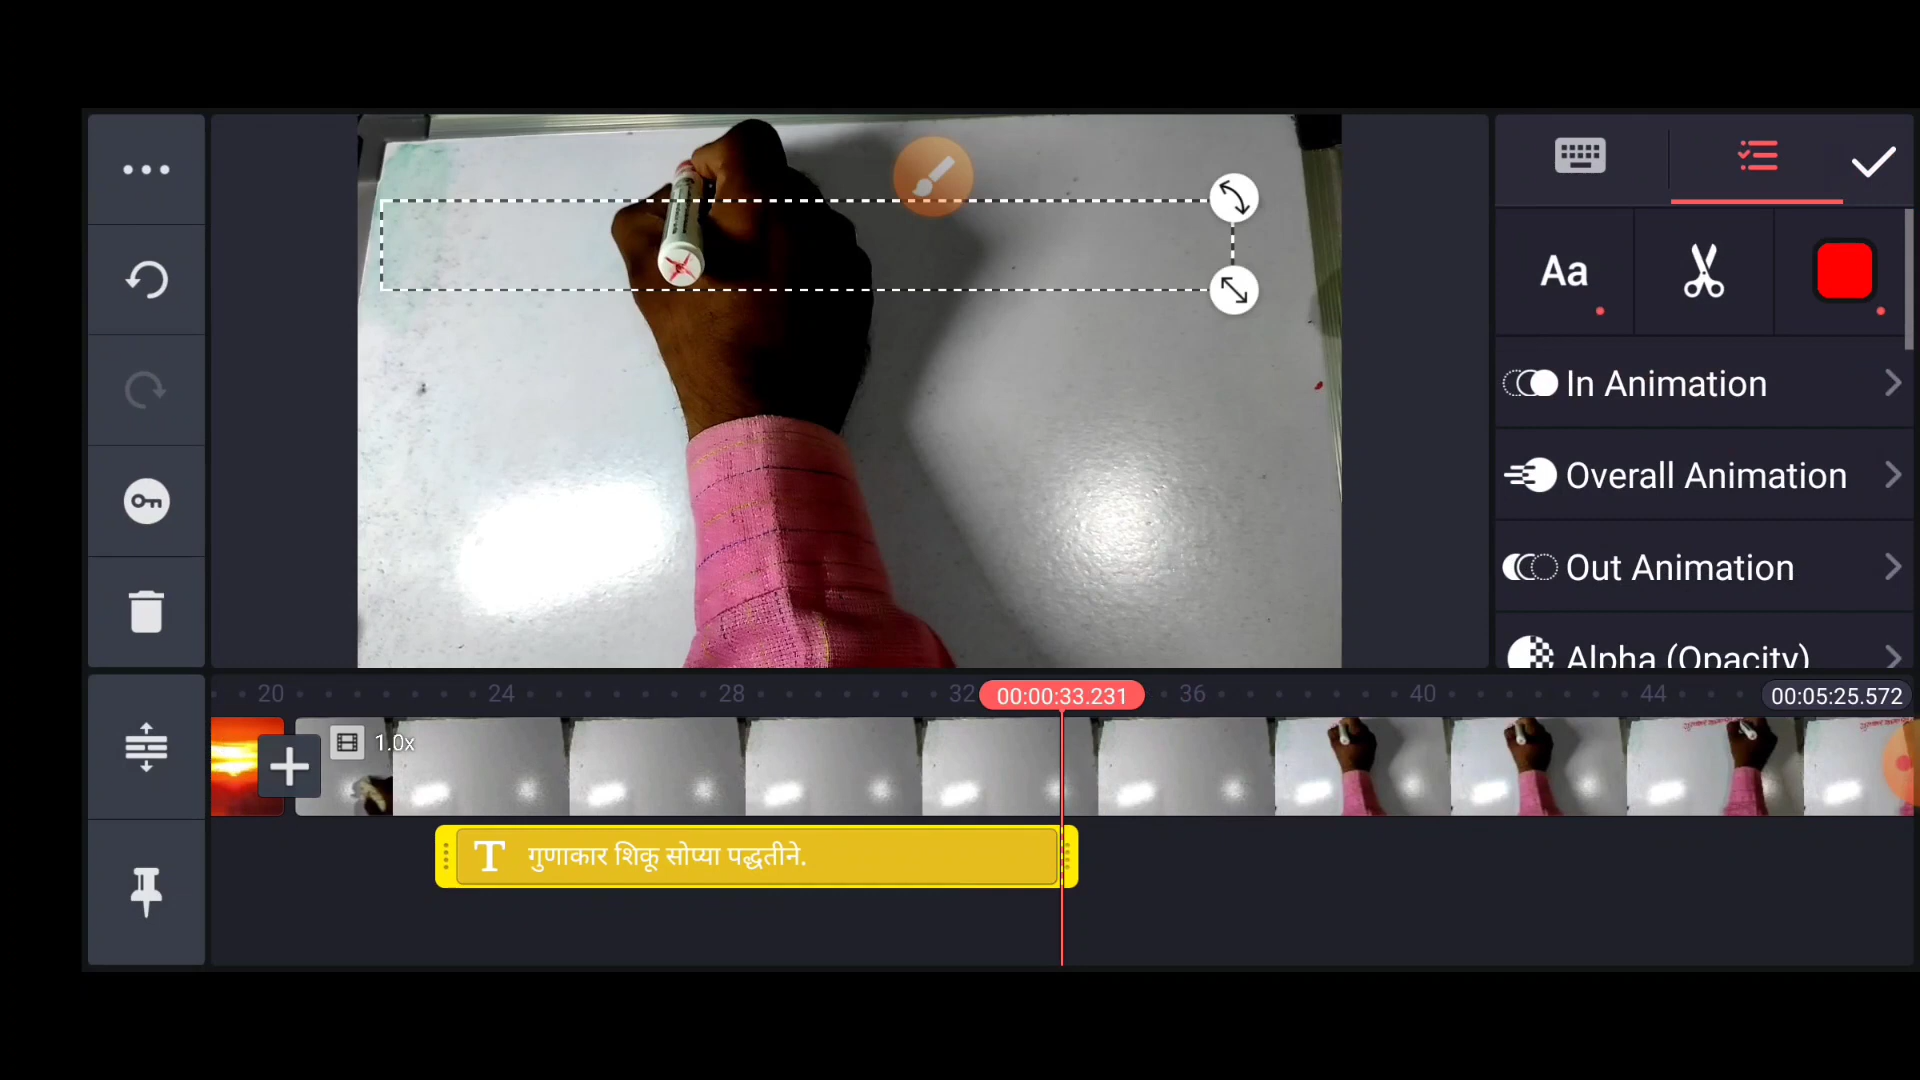 Aa
In Animation
Overall Animation
Out Animation
Alpha (Opacity)
20 24 28 32 00:00:33.231 36 40 44 00:05:25.572
1.0x
T गुणाकार शिकू सोप्या पद्धतीने.